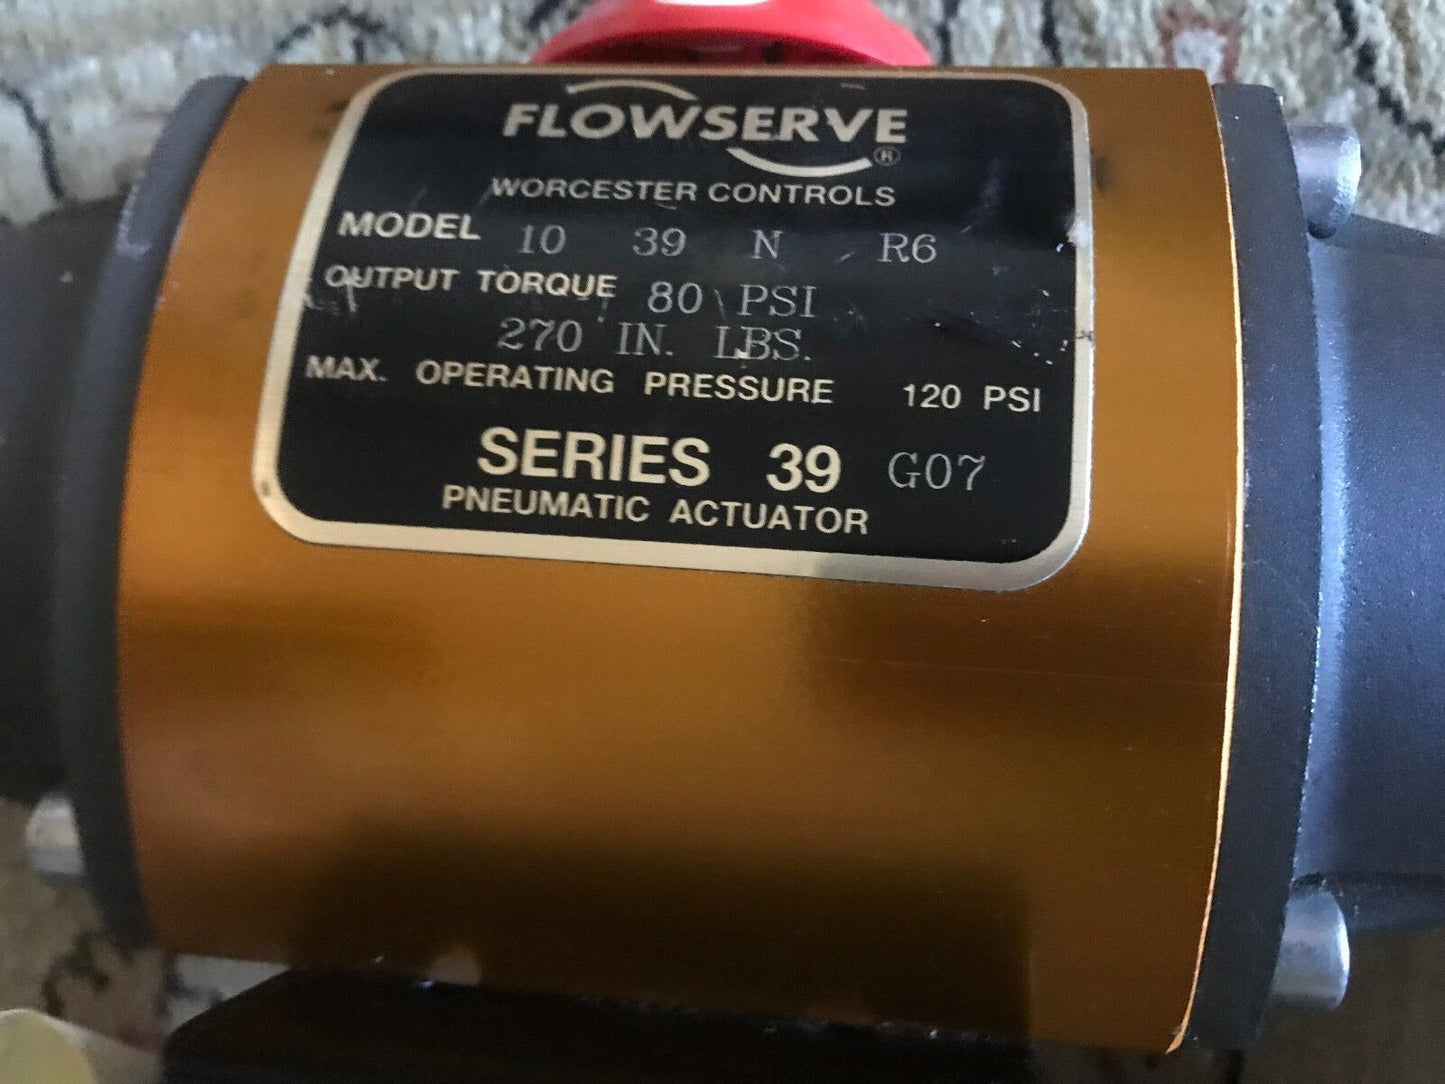 FLOWSERVE®
WORCESTER CONTROLS
MODEL 10 39 N R6
OUTPUT TORQUE 80 PSI
270 IN. LBS.
MAX. OPERATING PRESSURE 120 PSI
SERIES 39 G07
PNEUMATIC ACTUATOR